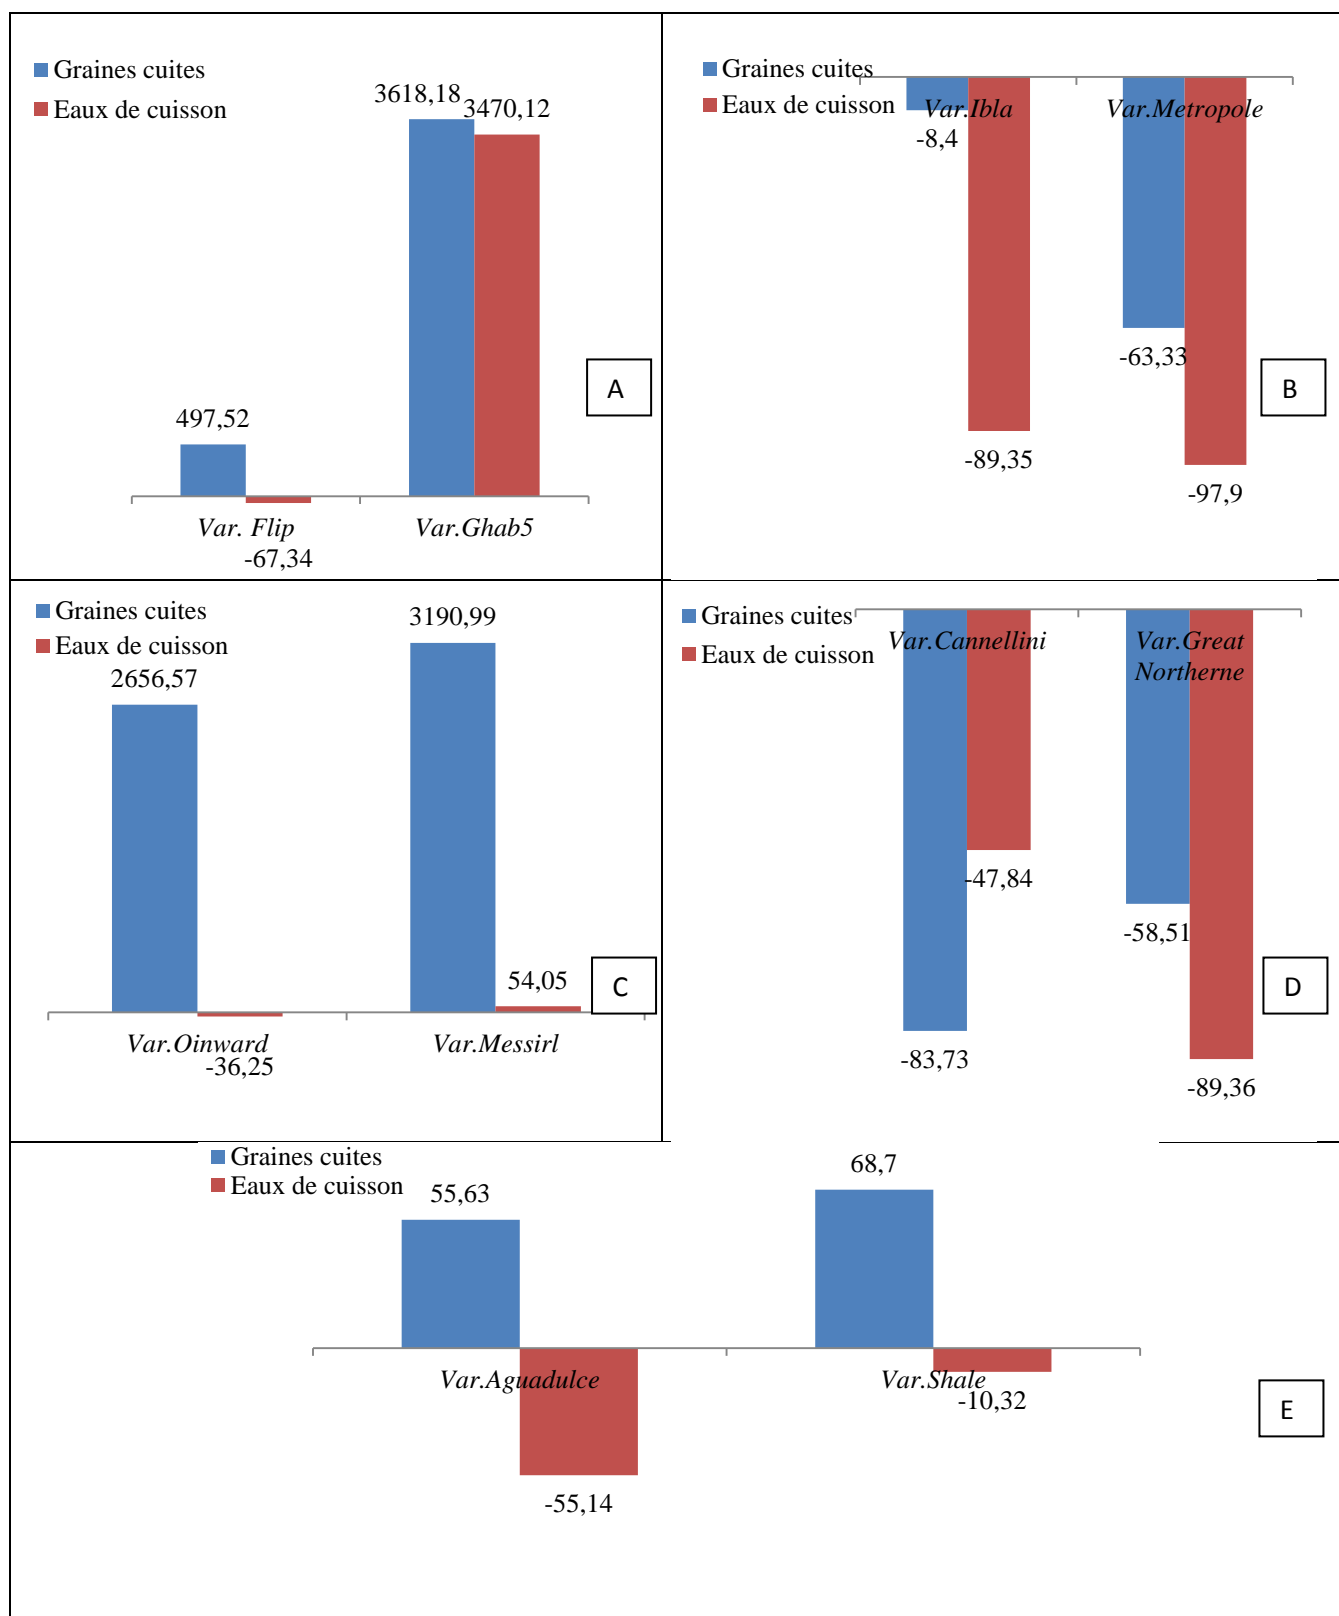 Graines cuites
Eaux de cuisson
3618,18
3470,12
497,52
A
Var. Flip
Var.Ghab5
-67,34
Graines cuites
Eaux de cuisson
Var.Ibla
Var.Metropole
-8,4
-63,33
B
-89,35
-97,9
Graines cuites
Eaux de cuisson
3190,99
2656,57
54,05
C
Var.Oinward
Var.Messirl
-36,25
Graines cuites
Eaux de cuisson
Var.Cannellini
Var.Great
Northerne
-47,84
-58,51
D
-83,73
-89,36
Graines cuites
Eaux de cuisson
55,63
68,7
Var.Aguadulce
Var.Shale
-10,32
E
-55,14